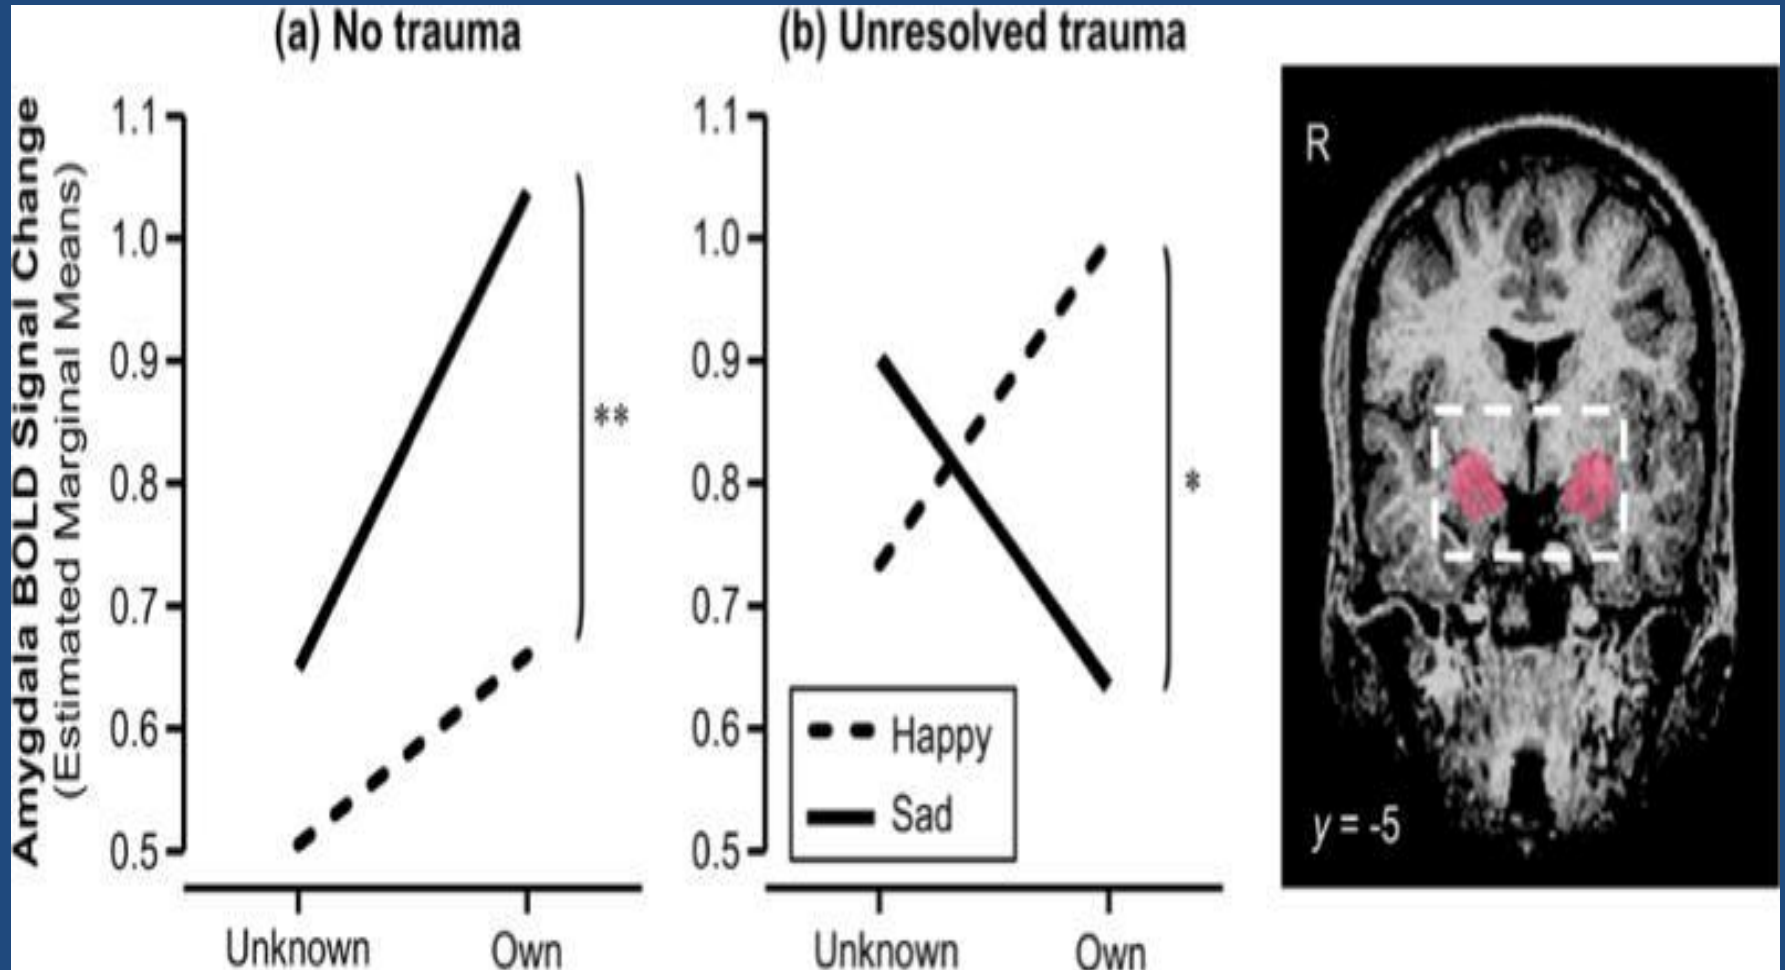 (a) No trauma
(b) Unresolved trauma
Amygdala BOLD Signal Change
(Estimated Marginal Means)
1.1
1.0
0.9
0.8
0.7
0.6
0.5
**
Unknown
Own
1.1
1.0
0.9
0.8
0.7
0.6
0.5
*
Happy
Sad
Unknown
Own
R
y = -5